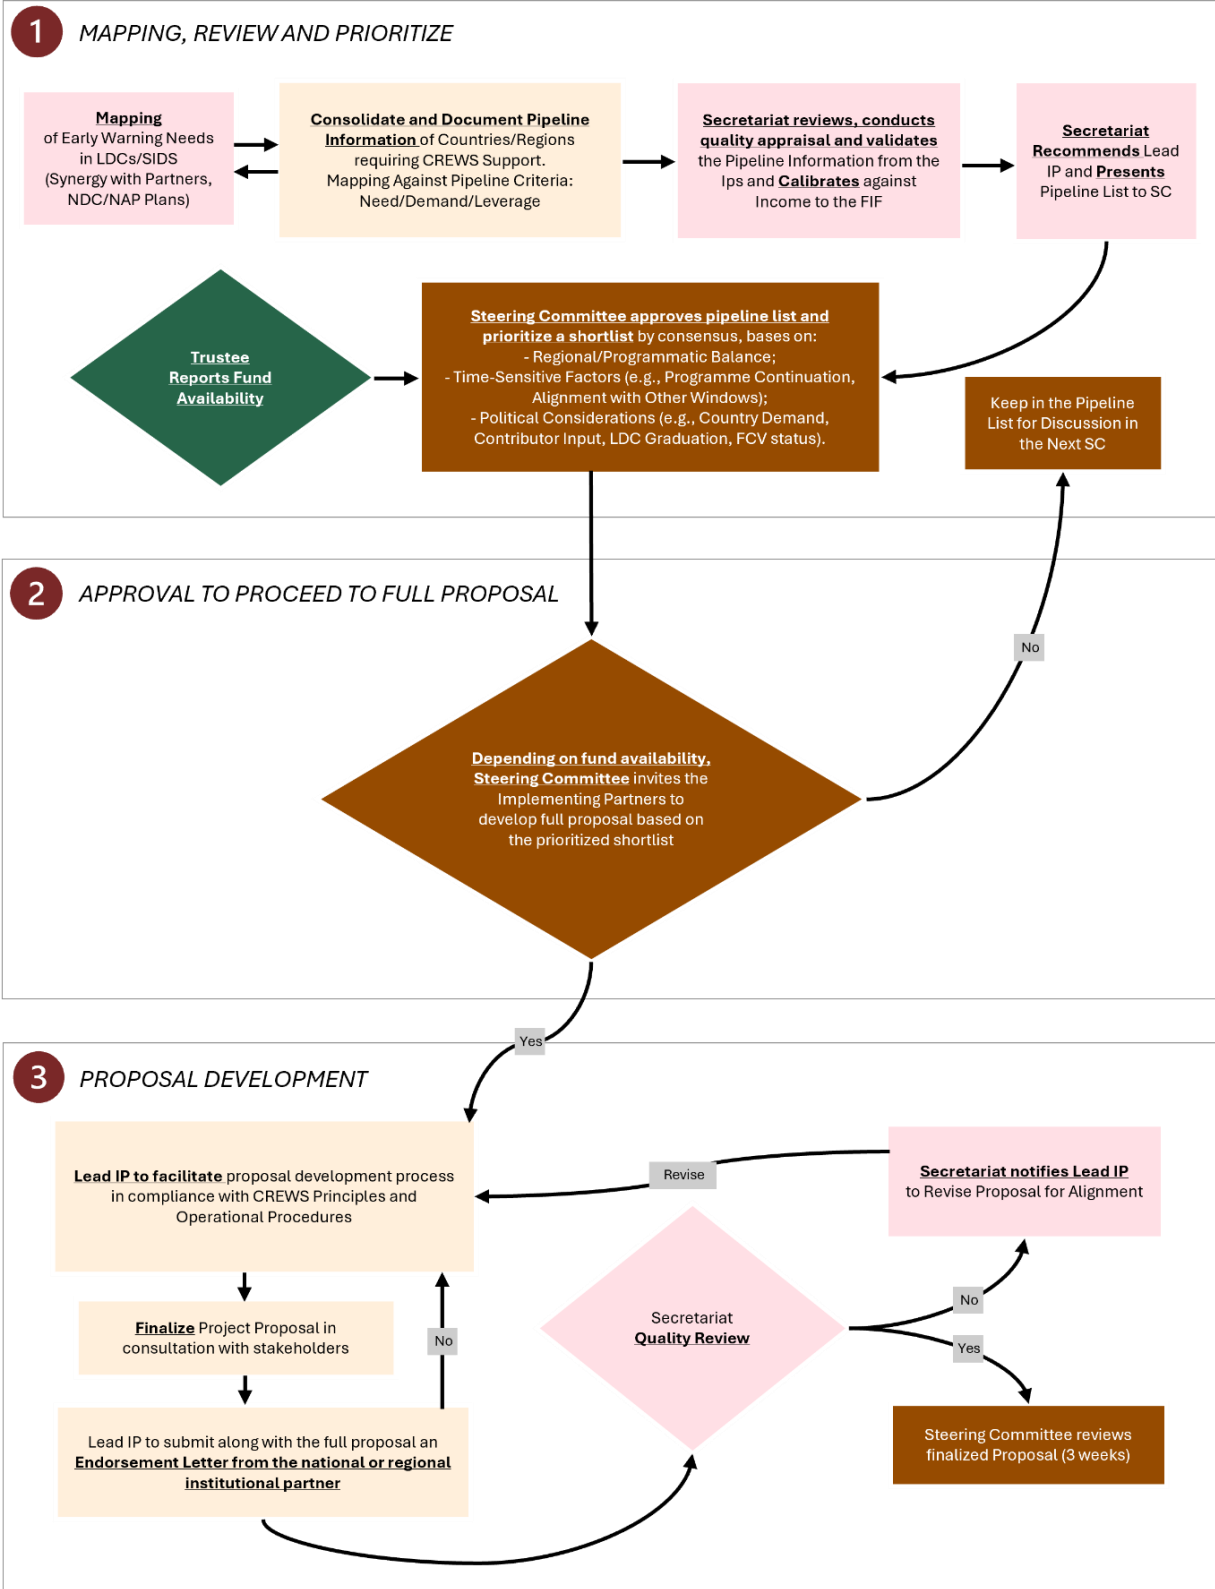 1
MAPPING, REVIEW AND PRIORITIZE
Mapping
of Early Warning Needs
in LDCs/SIDS
(Synergy with Partners,
NDC/NAP Plans)
Consolidate and Document Pipeline
Information of Countries/Regions
requiring CREWS Support.
Mapping Against Pipeline Criteria:
Need/Demand/Leverage
Secretariat reviews, conducts
quality appraisal and validates
the Pipeline Information from the
Ips and Calibrates against
Income to the FIF
Secretariat
Recommends Lead
IP and Presents
Pipeline List to SC
Trustee
Reports Fund
Availability
Steering Committee approves pipeline list and
prioritize a shortlist by consensus, based on:
- Regional/Programmatic Balance;
- Time-Sensitive Factors (e.g., Programme Continuation,
Alignment with Other Windows);
- Political Considerations (e.g., Country Demand,
Contributor Input, LDC Graduation, FCV status).
Keep in the Pipeline
List for Discussion in
the Next SC
2
APPROVAL TO PROCEED TO FULL PROPOSAL
No
Depending on fund availability,
Steering Committee invites the
Implementing Partners to
develop full proposal based on
the prioritized shortlist
Yes
3
PROPOSAL DEVELOPMENT
Lead IP to facilitate proposal development process
in compliance with CREWS Principles and
Operational Procedures
Revise
Secretariat notifies Lead IP
to Revise Proposal for Alignment
Finalize Project Proposal in
consultation with stakeholders
No
Secretariat
Quality Review
No
Yes
Lead IP to submit along with the full proposal an
Endorsement Letter from the national or regional
institutional partner
Steering Committee reviews
finalized Proposal (3 weeks)